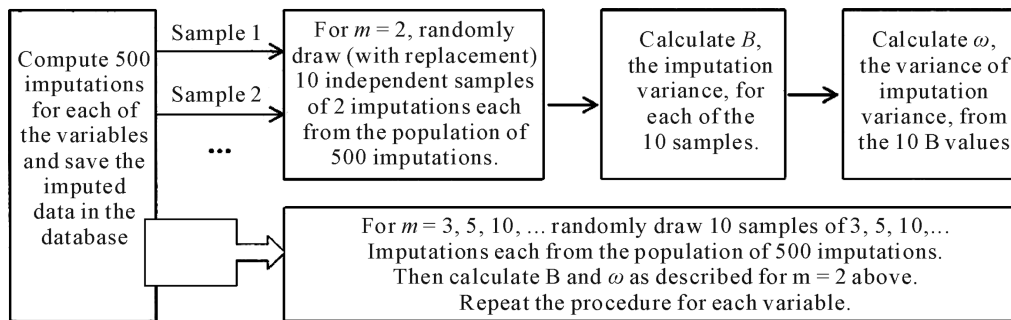 Compute 500
imputations
for each of
the variables
and save the
imputed
data in the
database
Sample 1
Sample 2
...
For m = 2, randomly
draw (with replacement)
10 independent samples
of 2 imputations each
from the population of
500 imputations.
Calculate B,
the imputation
variance, for
each of the
10 samples.
Calculate ω,
the variance of
imputation
variance, from
the 10 B values
For m = 3, 5, 10, ... randomly draw 10 samples of 3, 5, 10,...
Imputations each from the population of 500 imputations.
Then calculate B and ω as described for m = 2 above.
Repeat the procedure for each variable.